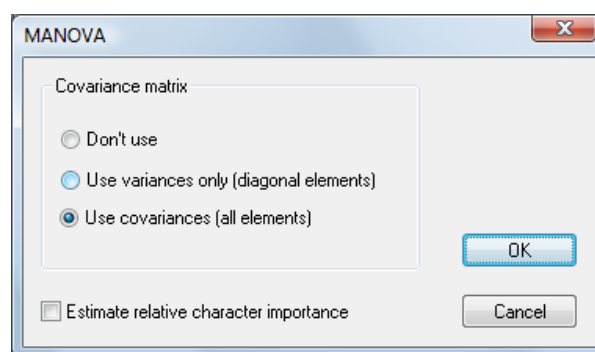 MANOVA
Covariance matrix
Don't use
Use variances only (diagonal elements)
Use covariances (all elements)
OK
Estimate relative character importance
Cancel